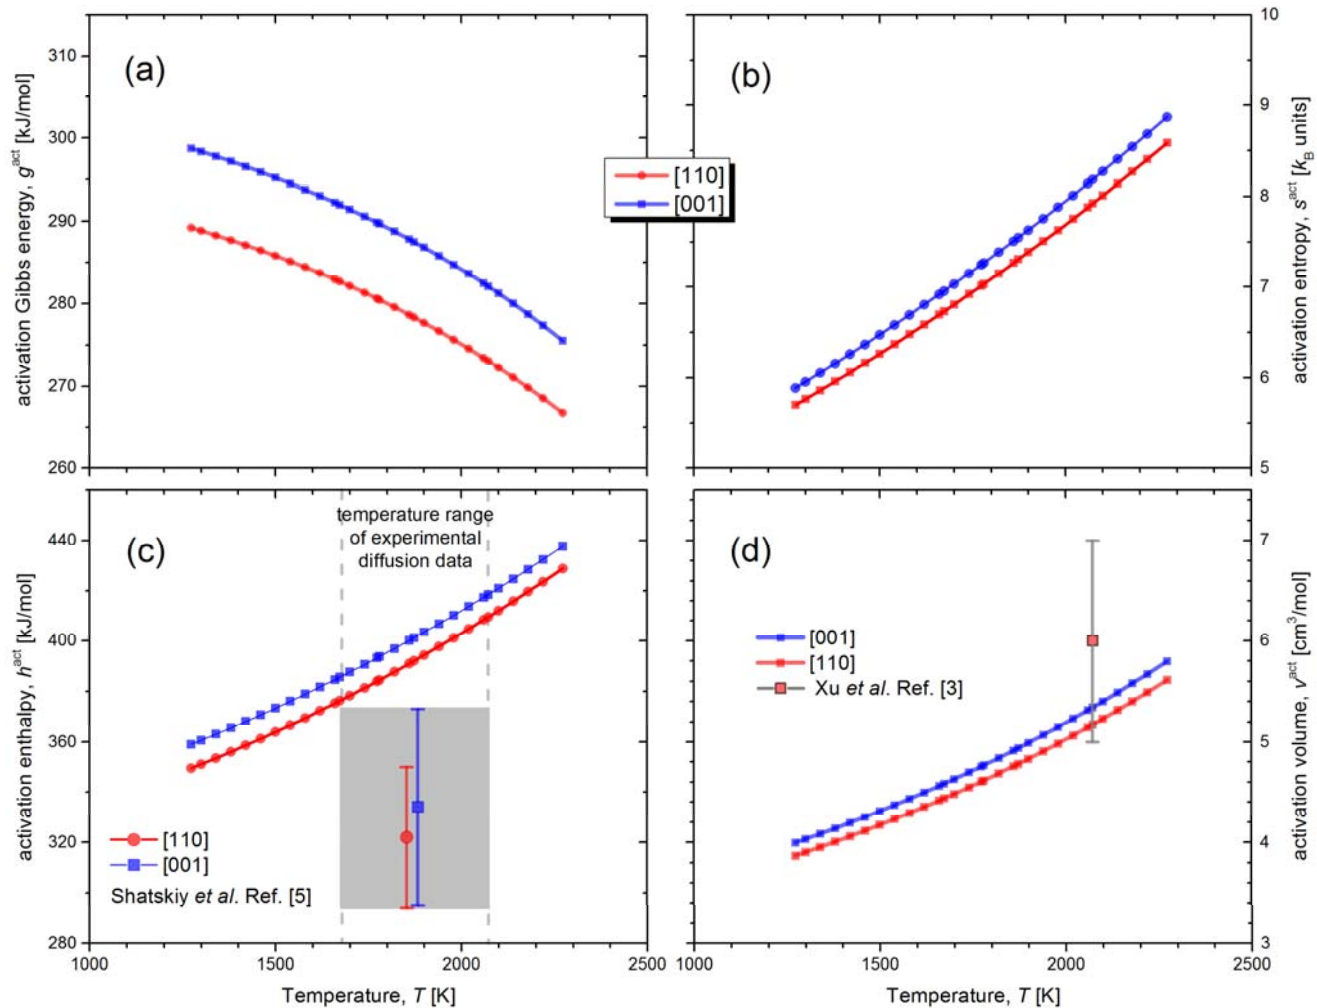 (a)
310
300
290
280
270
260
activation Gibbs energy, g^act [kJ/mol]
[110]
[001]
(b)
10
9
8
7
6
5
activation entropy, s^act [k_B units]
(c)
temperature range
of experimental
diffusion data
440
400
360
320
280
activation enthalpy, h^act [kJ/mol]
[110]
[001]
Shatskiy et al. Ref. [5]
1000 1500 2000 2500
Temperature, T [K]
(d)
[001]
[110]
Xu et al. Ref. [3]
7
6
5
4
3
activation volume, v^act [cm³/mol]
1000 1500 2000 2500
Temperature, T [K]